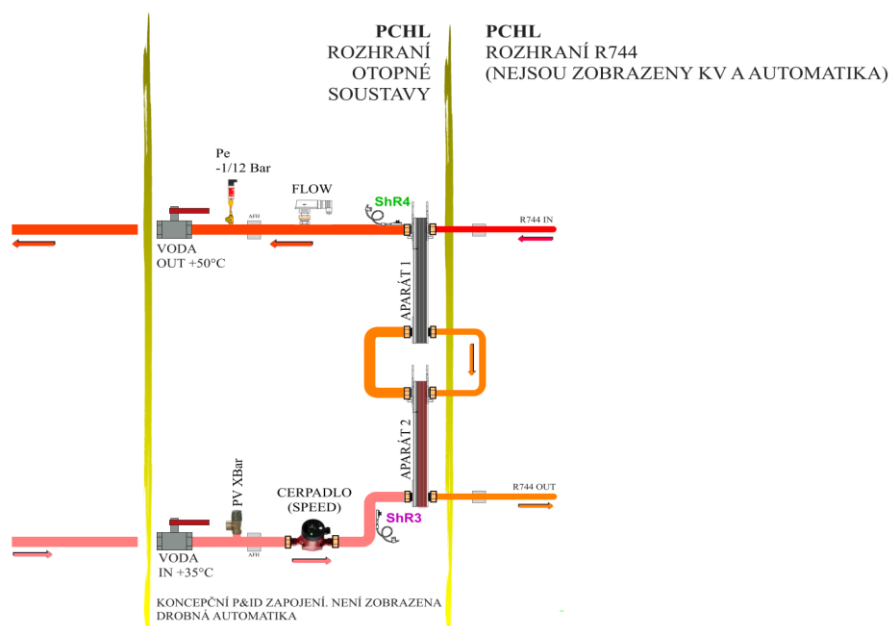 PCHL
ROZHRANÍ
OTOPNÉ
SOUSTAVY
PCHL
ROZHRANÍ R744
(NEJSOU ZOBRAZENY KV A AUTOMATIKA)
Pe
-1/12 Bar
FLOW
ShR4
AFH
R744 IN
VODA
OUT +50°C
APARÁT 1
APARÁT 2
PV XBar
CERPADLO
(SPEED)
R744 OUT
ShR3
AFH
VODA
IN +35°C
KONCEPČNÍ P&ID ZAPOJENÍ. NENÍ ZOBRAZENA
DROBNÁ AUTOMATIKA